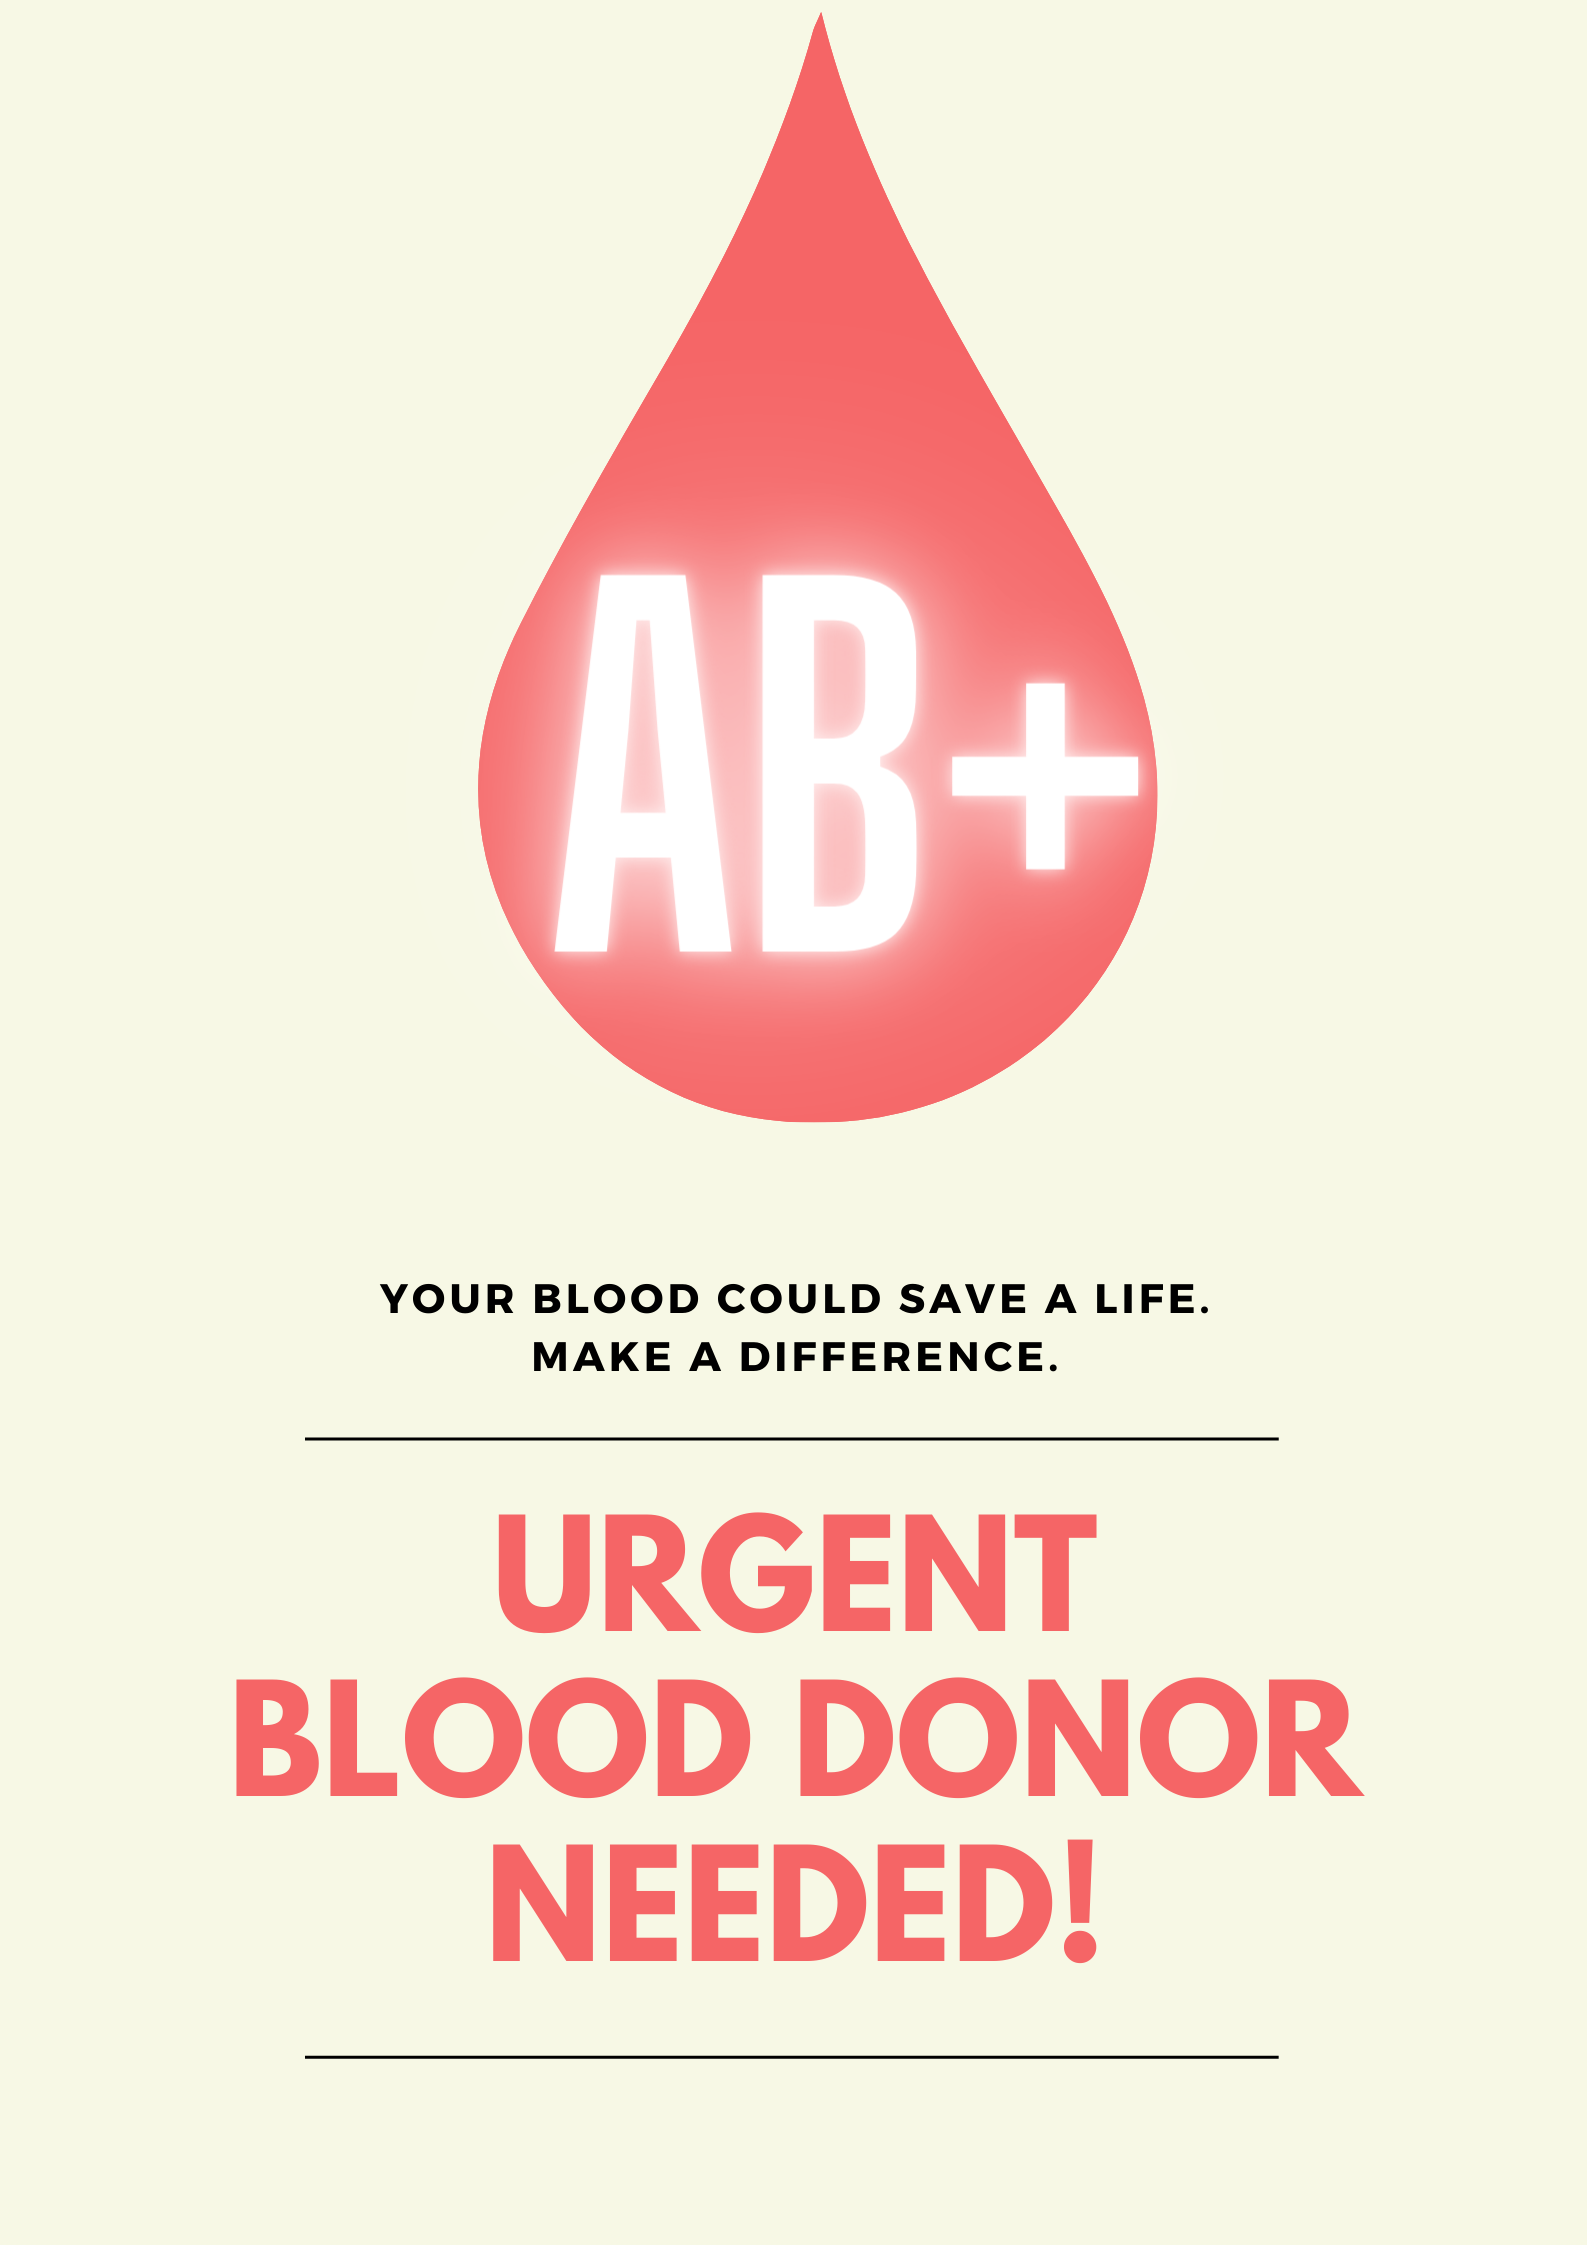 AB+
YOUR BLOOD COULD SAVE A LIFE.
MAKE A DIFFERENCE.
URGENT
BLOOD DONOR
NEEDED!